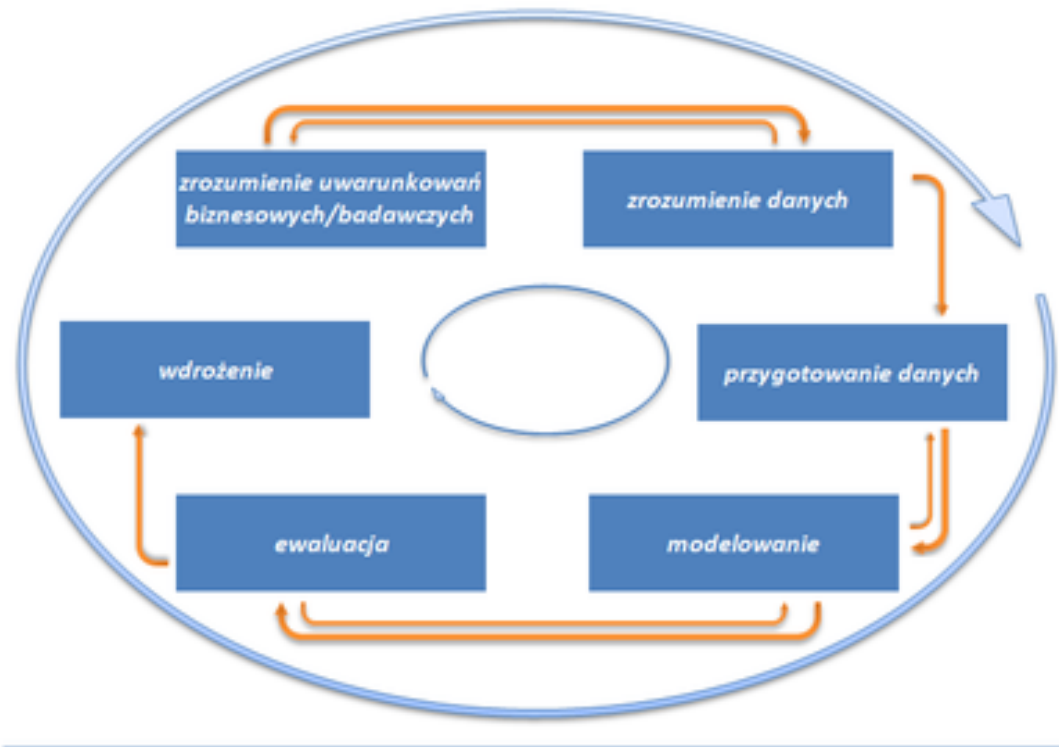 zrozumienie uwarunkowań
biznesowych/badawczych
zrozumienie danych
wdrożenie
przygotowanie danych
ewaluacja
modelowanie